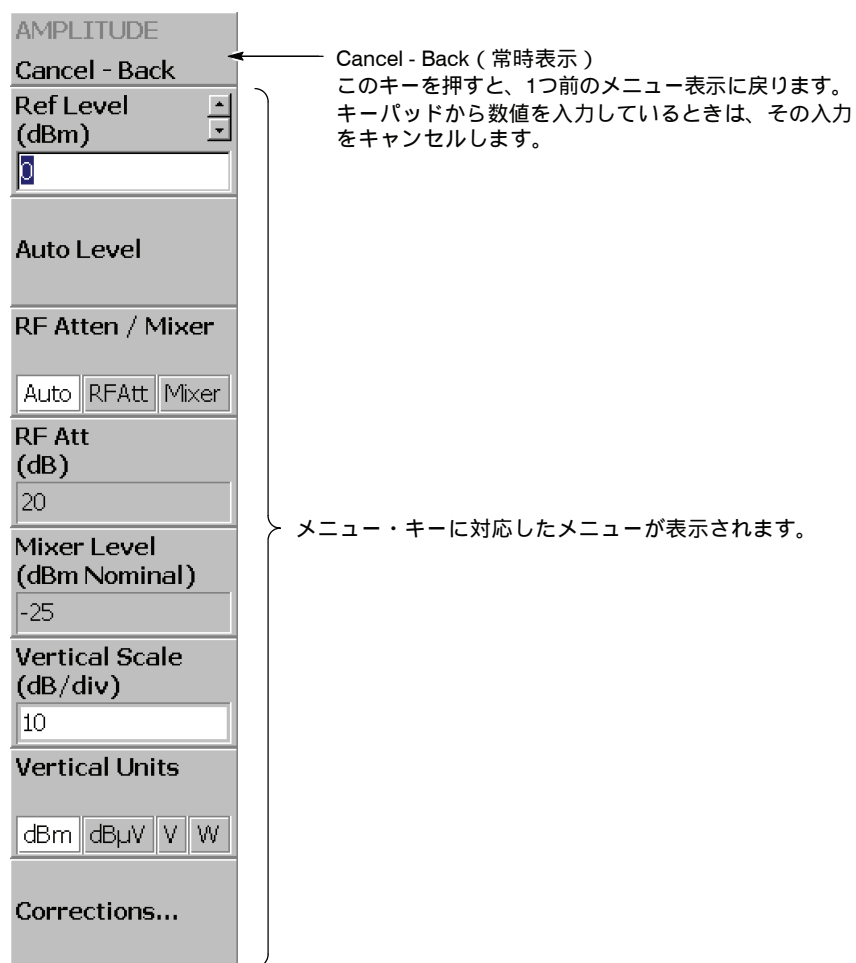 AMPLITUDE
Cancel - Back
Ref Level
(dBm)
0
Auto Level
RF Atten / Mixer
Auto RFAtt Mixer
RF Att
(dB)
20
Mixer Level
(dBm Nominal)
-25
Vertical Scale
(dB/div)
10
Vertical Units
dBm dBµV V W
Corrections...
Cancel - Back（常時表示）
このキーを押すと、1つ前のメニュー表示に戻ります。
キーパッドから数値を入力しているときは、その入力
をキャンセルします。
メニュー・キーに対応したメニューが表示されます。